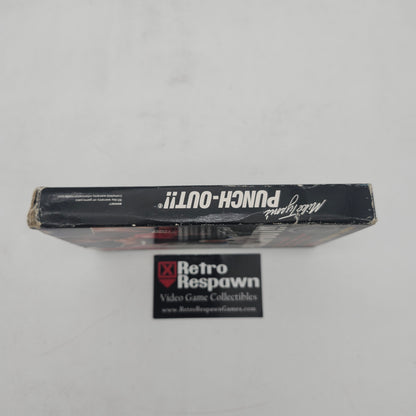 Mike Tyson's
PUNCH-OUT!!®
Retro
Respawn
Video Game Collectibles
www.RetroRespawnGames.com